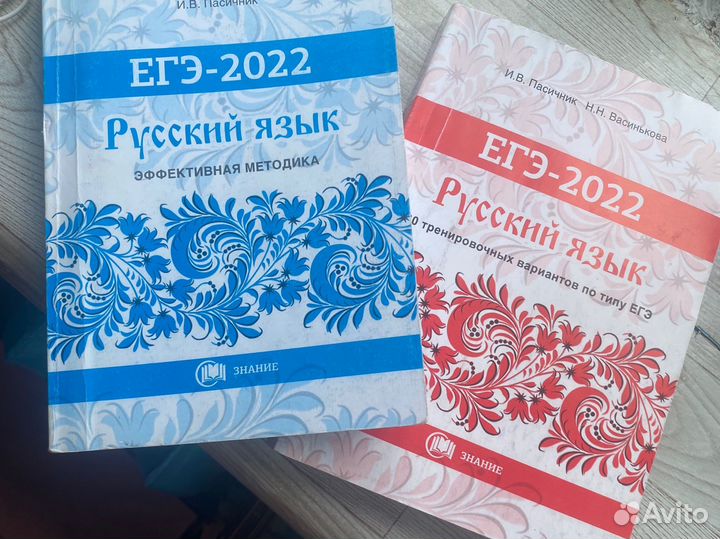 И.В. Пасичник
ЕГЭ-2022
Русский язык
ЭФФЕКТИВНАЯ МЕТОДИКА
ЗНАНИЕ
И.В. Пасичник Н.Н. Васинькова
ЕГЭ-2022
Русский язык
тренировочных вариантов по типу ЕГЭ
ЗНАНИЕ
Avito